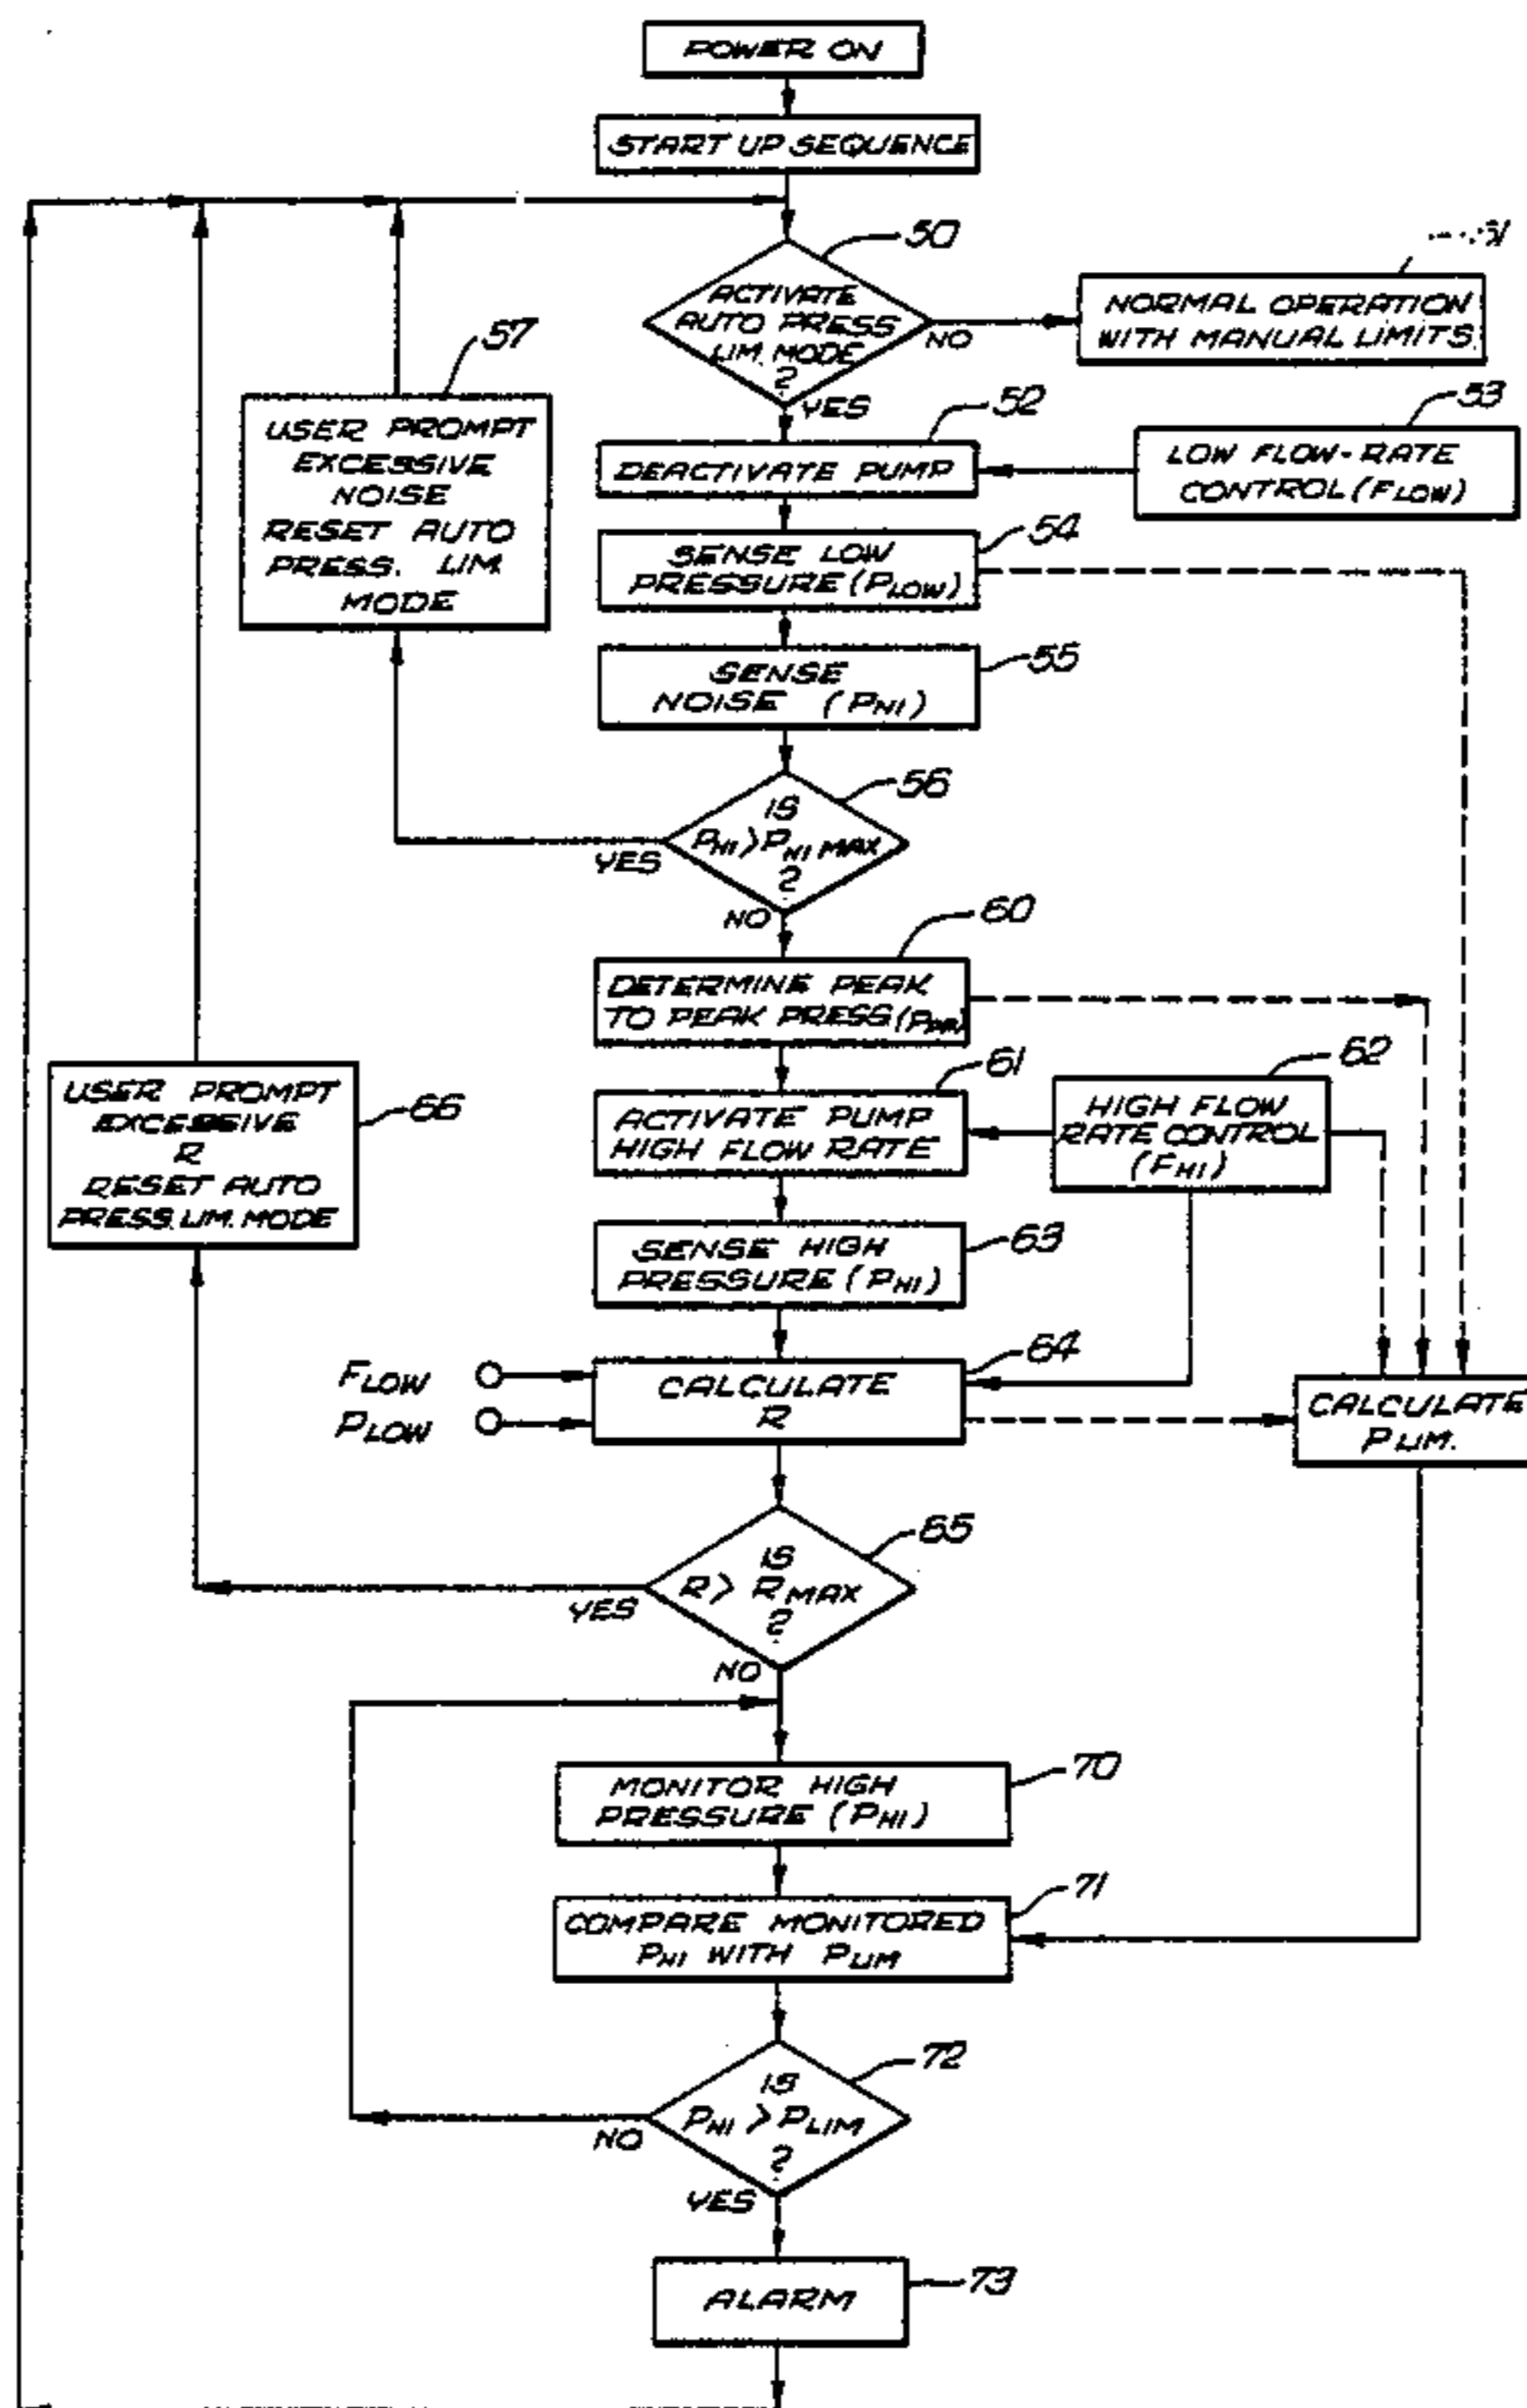 POWER ON
START UP SEQUENCE
50
ACTIVATE
AUTO PRESS
LIM. MODE
?
NO
YES
51
NORMAL OPERATION
WITH MANUAL LIMITS.
57
USER PROMPT
EXCESSIVE
NOISE
RESET AUTO
PRESS. LIM.
MODE
52
DEACTIVATE PUMP
53
LOW FLOW-RATE
CONTROL (FLOW)
54
SENSE LOW
PRESSURE (PLOW)
55
SENSE
NOISE (PNI)
56
IS
PNI > PNI MAX
?
YES
NO
60
DETERMINE PEAK
TO PEAK PRESS
61
ACTIVATE PUMP
HIGH FLOW RATE
62
HIGH FLOW
RATE CONTROL
(FHI)
66
USER PROMPT
EXCESSIVE
R
RESET AUTO
PRESS. LIM. MODE
63
SENSE HIGH
PRESSURE (PHI)
64
CALCULATE
R
FLOW
PLOW
CALCULATE
PLIM.
65
IS
R > RMAX
?
YES
NO
70
MONITOR HIGH
PRESSURE (PHI)
71
COMPARE MONITORED
PHI WITH PLIM
72
IS
PHI > PLIM
?
NO
YES
73
ALARM